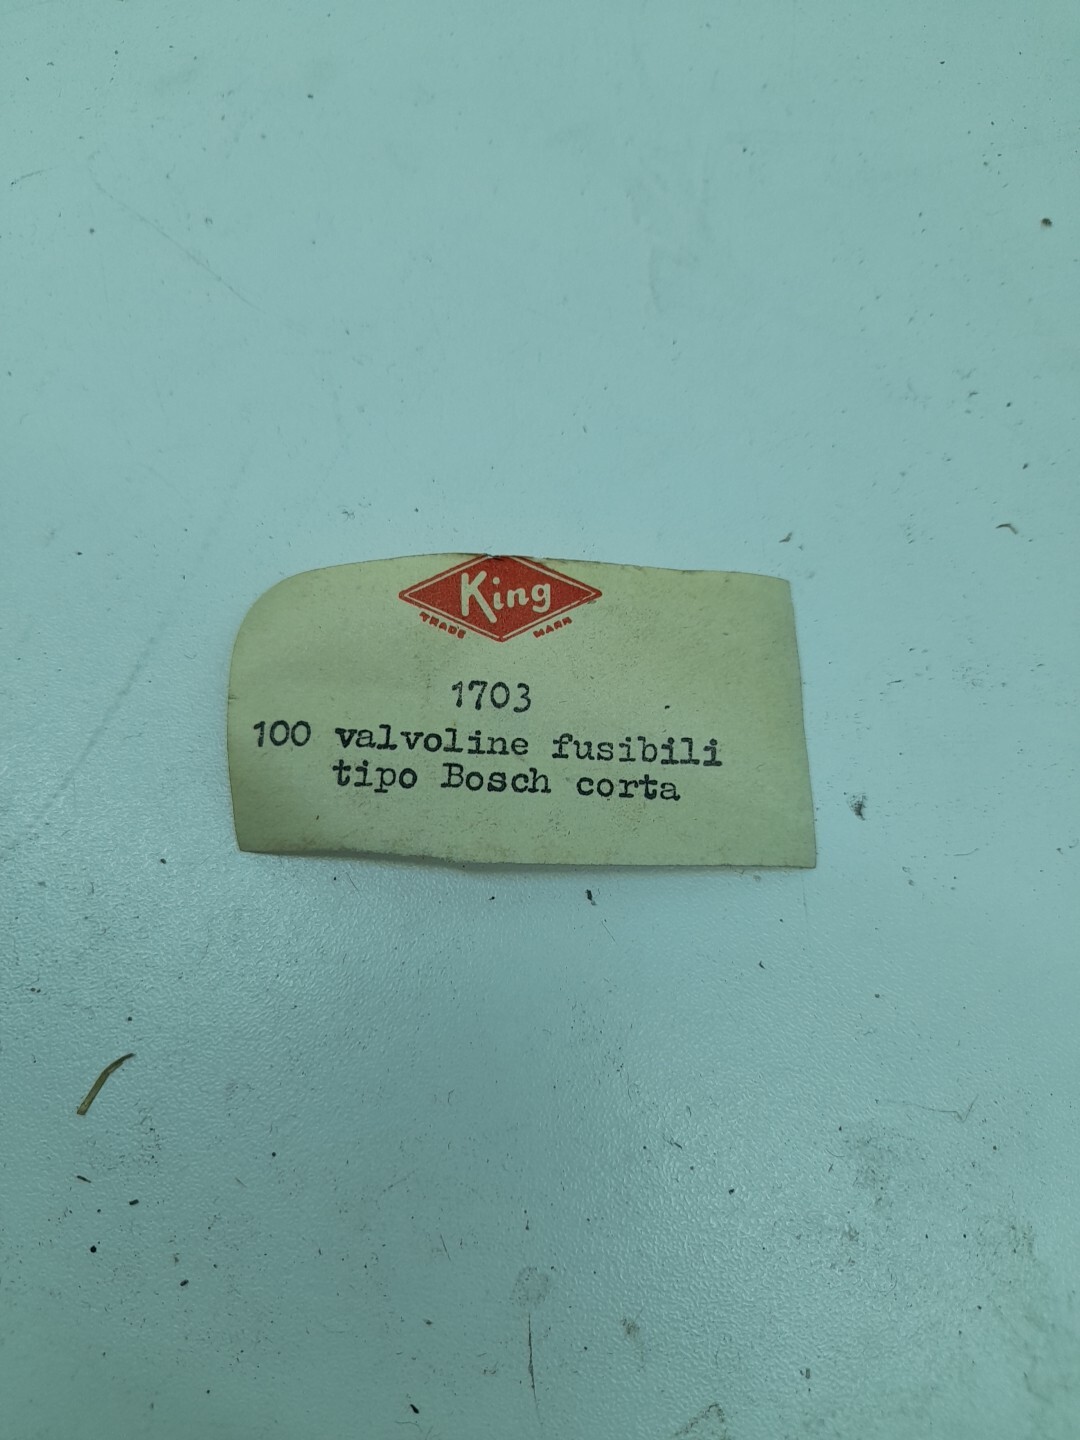 King
TRADE MARK
1703
100 valvoline fusibili
tipo Bosch corta